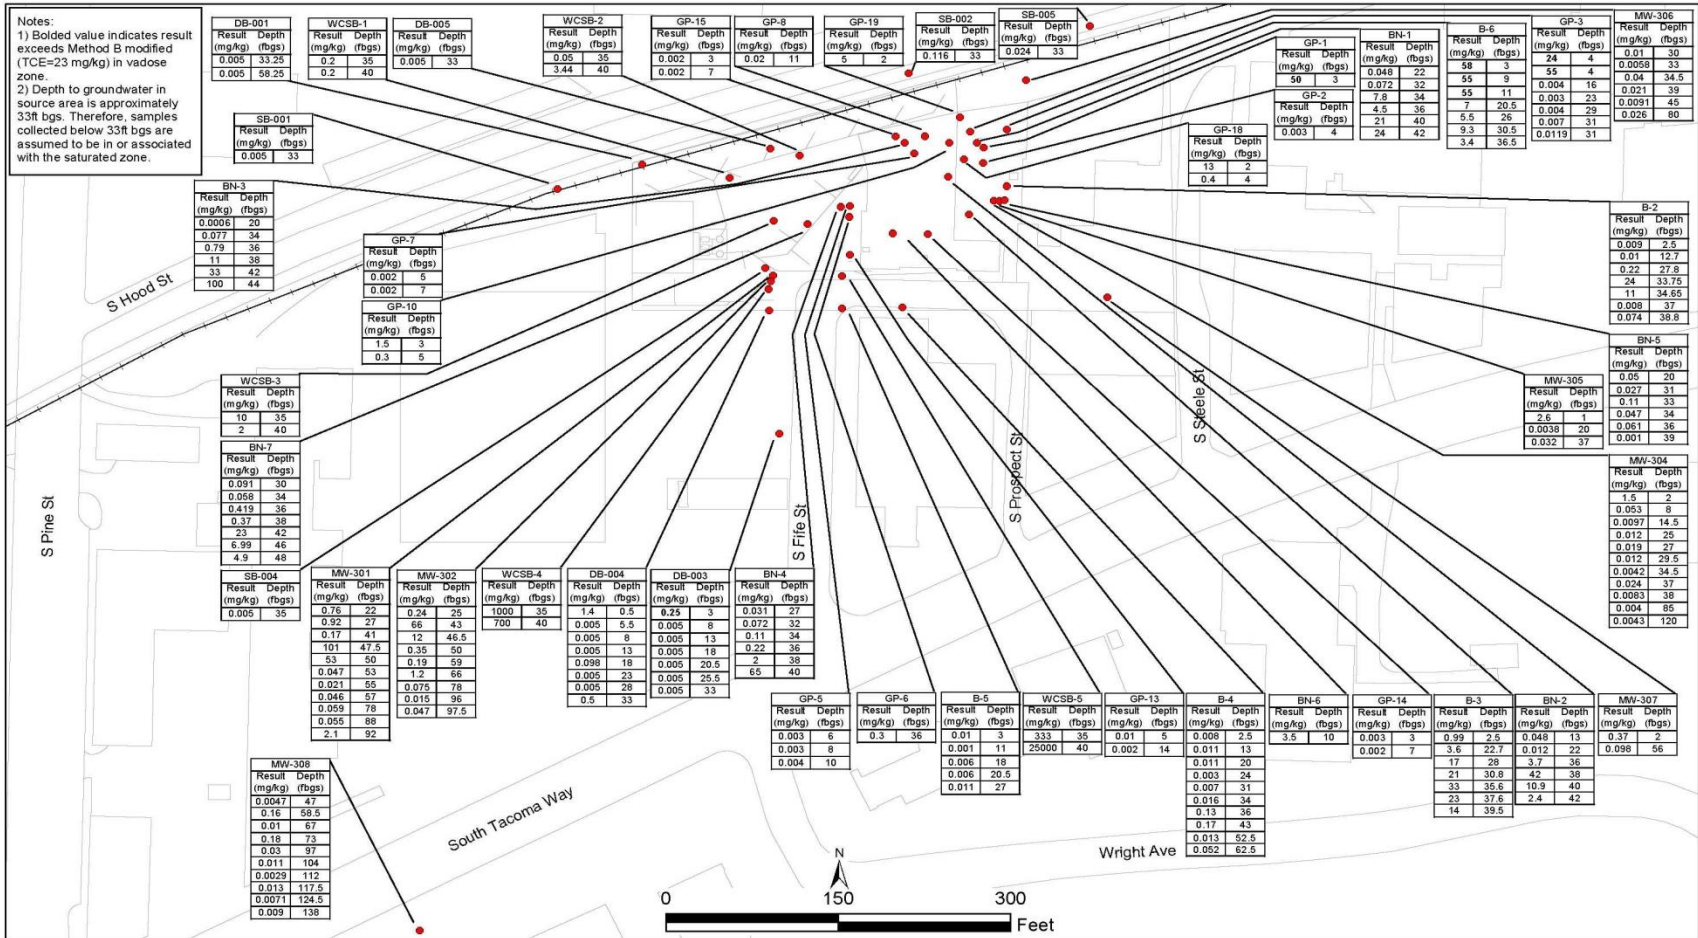 Notes:
1) Bolded value indicates result
exceeds Method B modified
(TCE=23 mg/kg) in vadose
zone.
2) Depth to groundwater in
source area is approximately
33ft bgs. Therefore, samples
collected below 33ft bgs are
assumed to be in or associated
with the saturated zone.
DB-001
Result Depth
(mg/kg) (fbgs)
0.005 33.25
0.005 58.25
WCSB-1
Result Depth
(mg/kg) (fbgs)
0.2 35
0.2 40
DB-005
Result Depth
(mg/kg) (fbgs)
0.005 33
WCSB-2
Result Depth
(mg/kg) (fbgs)
0.05 35
3.44 40
GP-15
Result Depth
(mg/kg) (fbgs)
0.002 3
0.002 7
GP-8
Result Depth
(mg/kg) (fbgs)
0.02 11
GP-19
Result Depth
(mg/kg) (fbgs)
5 2
SB-002
Result Depth
(mg/kg) (fbgs)
0.116 33
SB-005
Result Depth
(mg/kg) (fbgs)
0.024 33
GP-1
Result Depth
(mg/kg) (fbgs)
50 3
GP-2
Result Depth
(mg/kg) (fbgs)
0.003 4
BN-1
Result Depth
(mg/kg) (fbgs)
0.048 22
0.072 32
7.8 34
4.5 36
21 40
24 42
B-6
Result Depth
(mg/kg) (fbgs)
58 3
55 9
55 11
7 20.5
5.5 26
9.3 30.5
3.4 36.5
GP-3
Result Depth
(mg/kg) (fbgs)
24 4
55 4
0.004 16
0.003 23
0.004 29
0.007 31
0.0119 31
MW-306
Result Depth
(mg/kg) (fbgs)
0.01 30
0.0058 33
0.04 34.5
0.021 39
0.0091 45
0.026 80
SB-001
Result Depth
(mg/kg) (fbgs)
0.005 33
GP-18
Result Depth
(mg/kg) (fbgs)
13 2
0.4 4
BN-3
Result Depth
(mg/kg) (fbgs)
0.0006 20
0.077 34
0.79 36
11 38
33 42
100 44
B-2
Result Depth
(mg/kg) (fbgs)
0.009 2.5
0.01 12.7
0.22 27.8
24 33.75
11 34.65
0.008 37
0.074 38.8
GP-7
Result Depth
(mg/kg) (fbgs)
0.002 5
0.002 7
S Hood St
GP-10
Result Depth
(mg/kg) (fbgs)
1.5 3
0.3 5
BN-5
Result Depth
(mg/kg) (fbgs)
0.05 20
0.027 31
0.11 33
0.047 34
0.061 36
0.001 39
WCSB-3
Result Depth
(mg/kg) (fbgs)
10 35
2 40
MW-305
Result Depth
(mg/kg) (fbgs)
2.6 1
0.0038 20
0.032 37
S Steele St
S Prospect St
S Fife St
S Pine St
BN-7
Result Depth
(mg/kg) (fbgs)
0.091 30
0.058 34
0.419 36
0.37 38
23 42
6.99 46
4.9 48
MW-304
Result Depth
(mg/kg) (fbgs)
1.5 2
0.053 8
0.0097 14.5
0.012 25
0.019 27
0.012 29.5
0.0042 34.5
0.024 37
0.0083 38
0.004 85
0.0043 120
SB-004
Result Depth
(mg/kg) (fbgs)
0.005 35
MW-301
Result Depth
(mg/kg) (fbgs)
0.76 22
0.92 27
0.17 41
101 47.5
53 50
0.047 53
0.021 55
0.046 57
0.059 78
0.055 88
2.1 92
MW-302
Result Depth
(mg/kg) (fbgs)
0.24 25
66 43
12 46.5
0.35 50
0.19 59
1.2 66
0.075 78
0.015 96
0.047 97.5
WCSB-4
Result Depth
(mg/kg) (fbgs)
1000 35
700 40
DB-004
Result Depth
(mg/kg) (fbgs)
1.4 0.5
0.005 5.5
0.005 8
0.005 13
0.098 18
0.005 23
0.005 28
0.5 33
DB-003
Result Depth
(mg/kg) (fbgs)
0.25 3
0.005 8
0.005 13
0.005 18
0.005 20.5
0.005 25.5
0.005 33
BN-4
Result Depth
(mg/kg) (fbgs)
0.031 27
0.072 32
0.11 34
0.22 36
2 38
65 40
GP-5
Result Depth
(mg/kg) (fbgs)
0.003 6
0.003 8
0.004 10
GP-6
Result Depth
(mg/kg) (fbgs)
0.3 36
B-5
Result Depth
(mg/kg) (fbgs)
0.01 3
0.001 11
0.006 18
0.006 20.5
0.011 27
WCSB-5
Result Depth
(mg/kg) (fbgs)
333 35
25000 40
GP-13
Result Depth
(mg/kg) (fbgs)
0.01 5
0.002 14
B-4
Result Depth
(mg/kg) (fbgs)
0.008 2.5
0.011 13
0.011 20
0.003 24
0.007 31
0.016 34
0.13 36
0.17 43
0.013 52.5
0.052 62.5
BN-6
Result Depth
(mg/kg) (fbgs)
3.5 10
GP-14
Result Depth
(mg/kg) (fbgs)
0.003 3
0.002 7
B-3
Result Depth
(mg/kg) (fbgs)
0.99 2.5
3.6 22.7
17 28
21 30.8
33 35.6
23 37.6
14 39.5
BN-2
Result Depth
(mg/kg) (fbgs)
0.048 13
0.012 22
3.7 36
42 38
10.9 40
2.4 42
MW-307
Result Depth
(mg/kg) (fbgs)
0.37 2
0.098 56
MW-308
Result Depth
(mg/kg) (fbgs)
0.0047 47
0.16 58.5
0.01 67
0.18 73
0.03 97
0.011 104
0.0029 112
0.013 117.5
0.0071 124.5
0.009 138
South Tacoma Way
Wright Ave
N
0 150 300
Feet